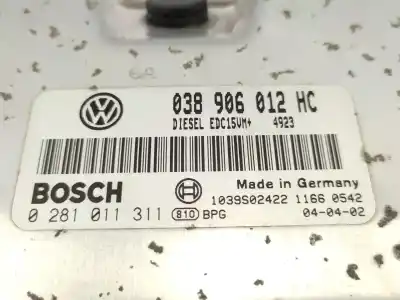 038 906 012 HC
DIESEL EDC15VM+ 4923
BOSCH
Made in Germany
0 281 011 311 810 BPG
1039S02422 1166 0542
04-04-02